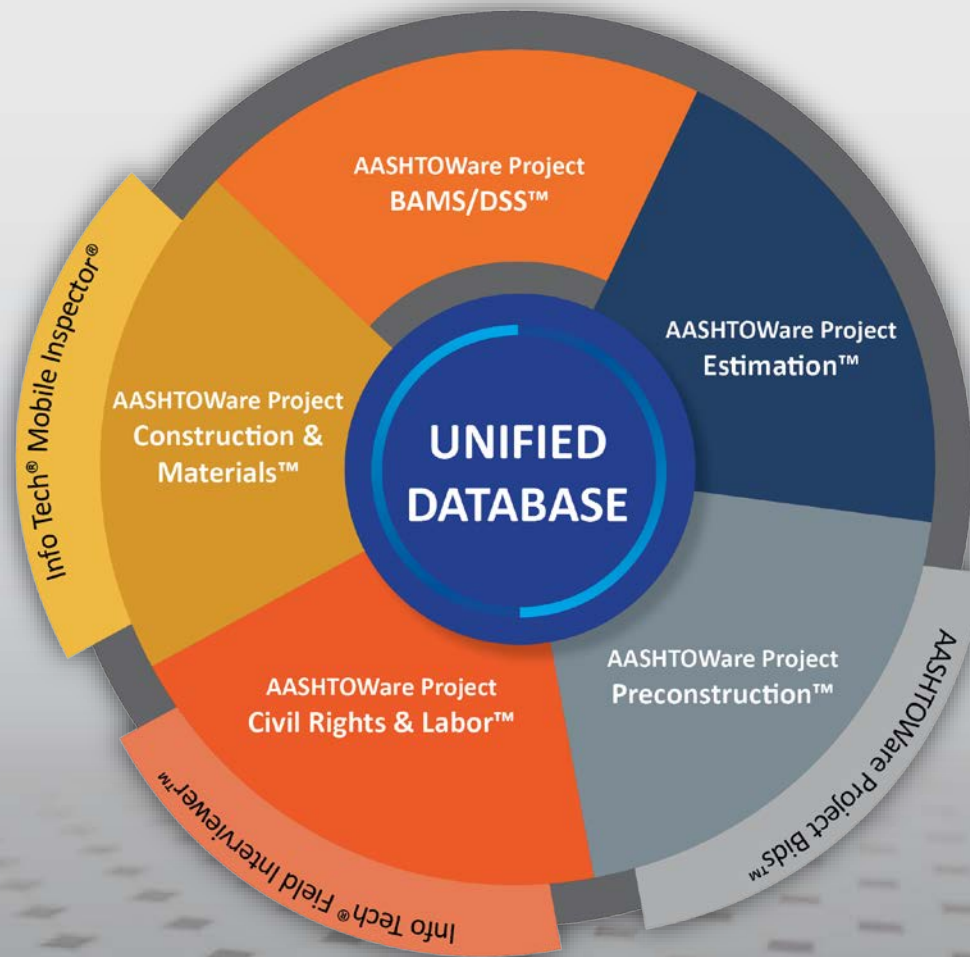 AASHTOWare Project
BAMS/DSS™
AASHTOWare Project
Estimation™
AASHTOWare Project
Preconstruction™
AASHTOWare Project
Civil Rights & Labor™
AASHTOWare Project
Construction &
Materials™
UNIFIED
DATABASE
Info Tech® Mobile Inspector®
Info Tech® Field Interviewer™
AASHTOWare Project Bids™